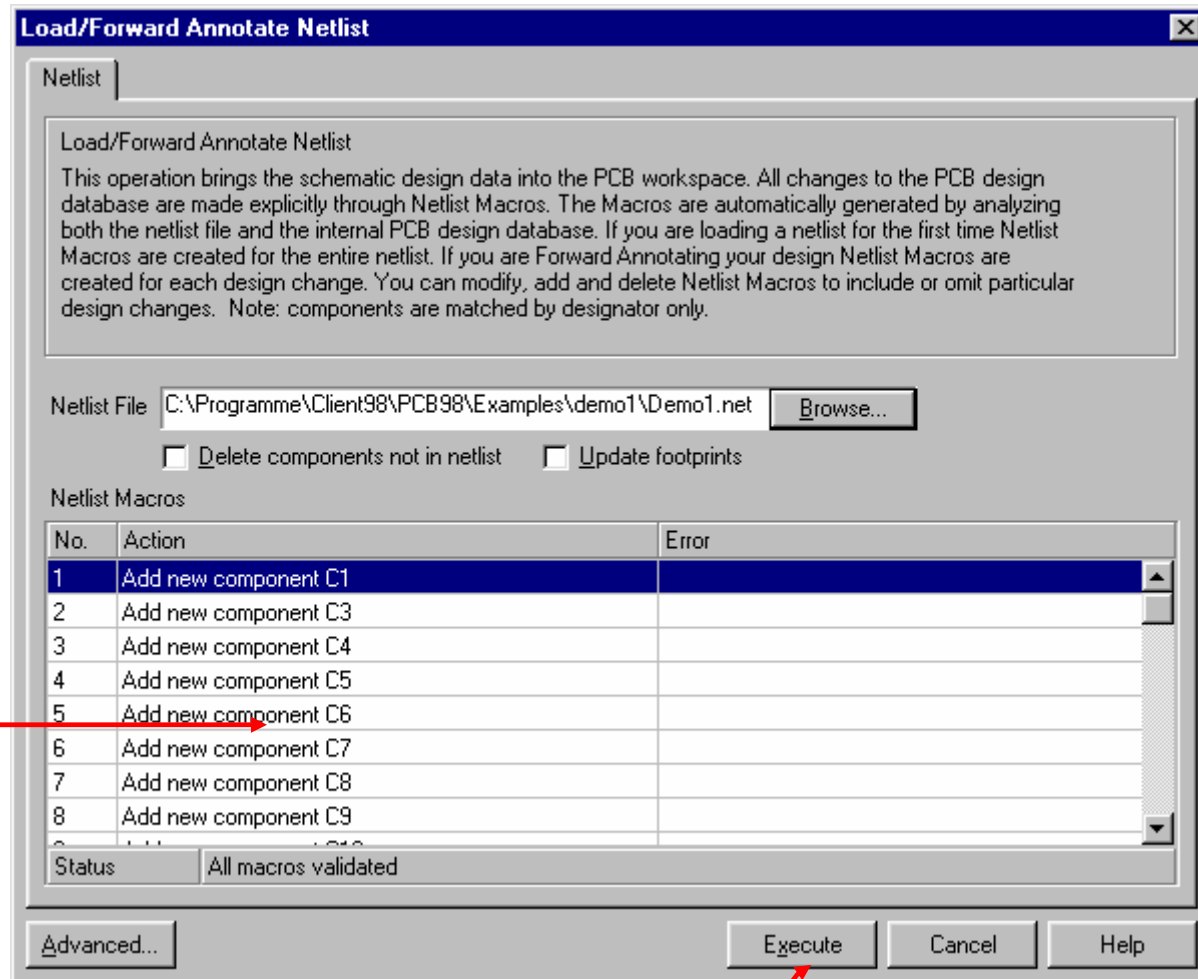 Load/Forward Annotate Netlist
Netlist
Load/Forward Annotate Netlist
This operation brings the schematic design data into the PCB workspace. All changes to the PCB design
database are made explicitly through Netlist Macros. The Macros are automatically generated by analyzing
both the netlist file and the internal PCB design database. If you are loading a netlist for the first time Netlist
Macros are created for the entire netlist. If you are Forward Annotating your design Netlist Macros are
created for each design change. You can modify, add and delete Netlist Macros to include or omit particular
design changes.  Note: components are matched by designator only.
Netlist File C:\Programme\Client98\PCB98\Examples\demo1\Demo1.net Browse...
Delete components not in netlist Update footprints
Netlist Macros
No. Action Error
1 Add new component C1
2 Add new component C3
3 Add new component C4
4 Add new component C5
5 Add new component C6
6 Add new component C7
7 Add new component C8
8 Add new component C9
Status All macros validated
Advanced... Execute Cancel Help